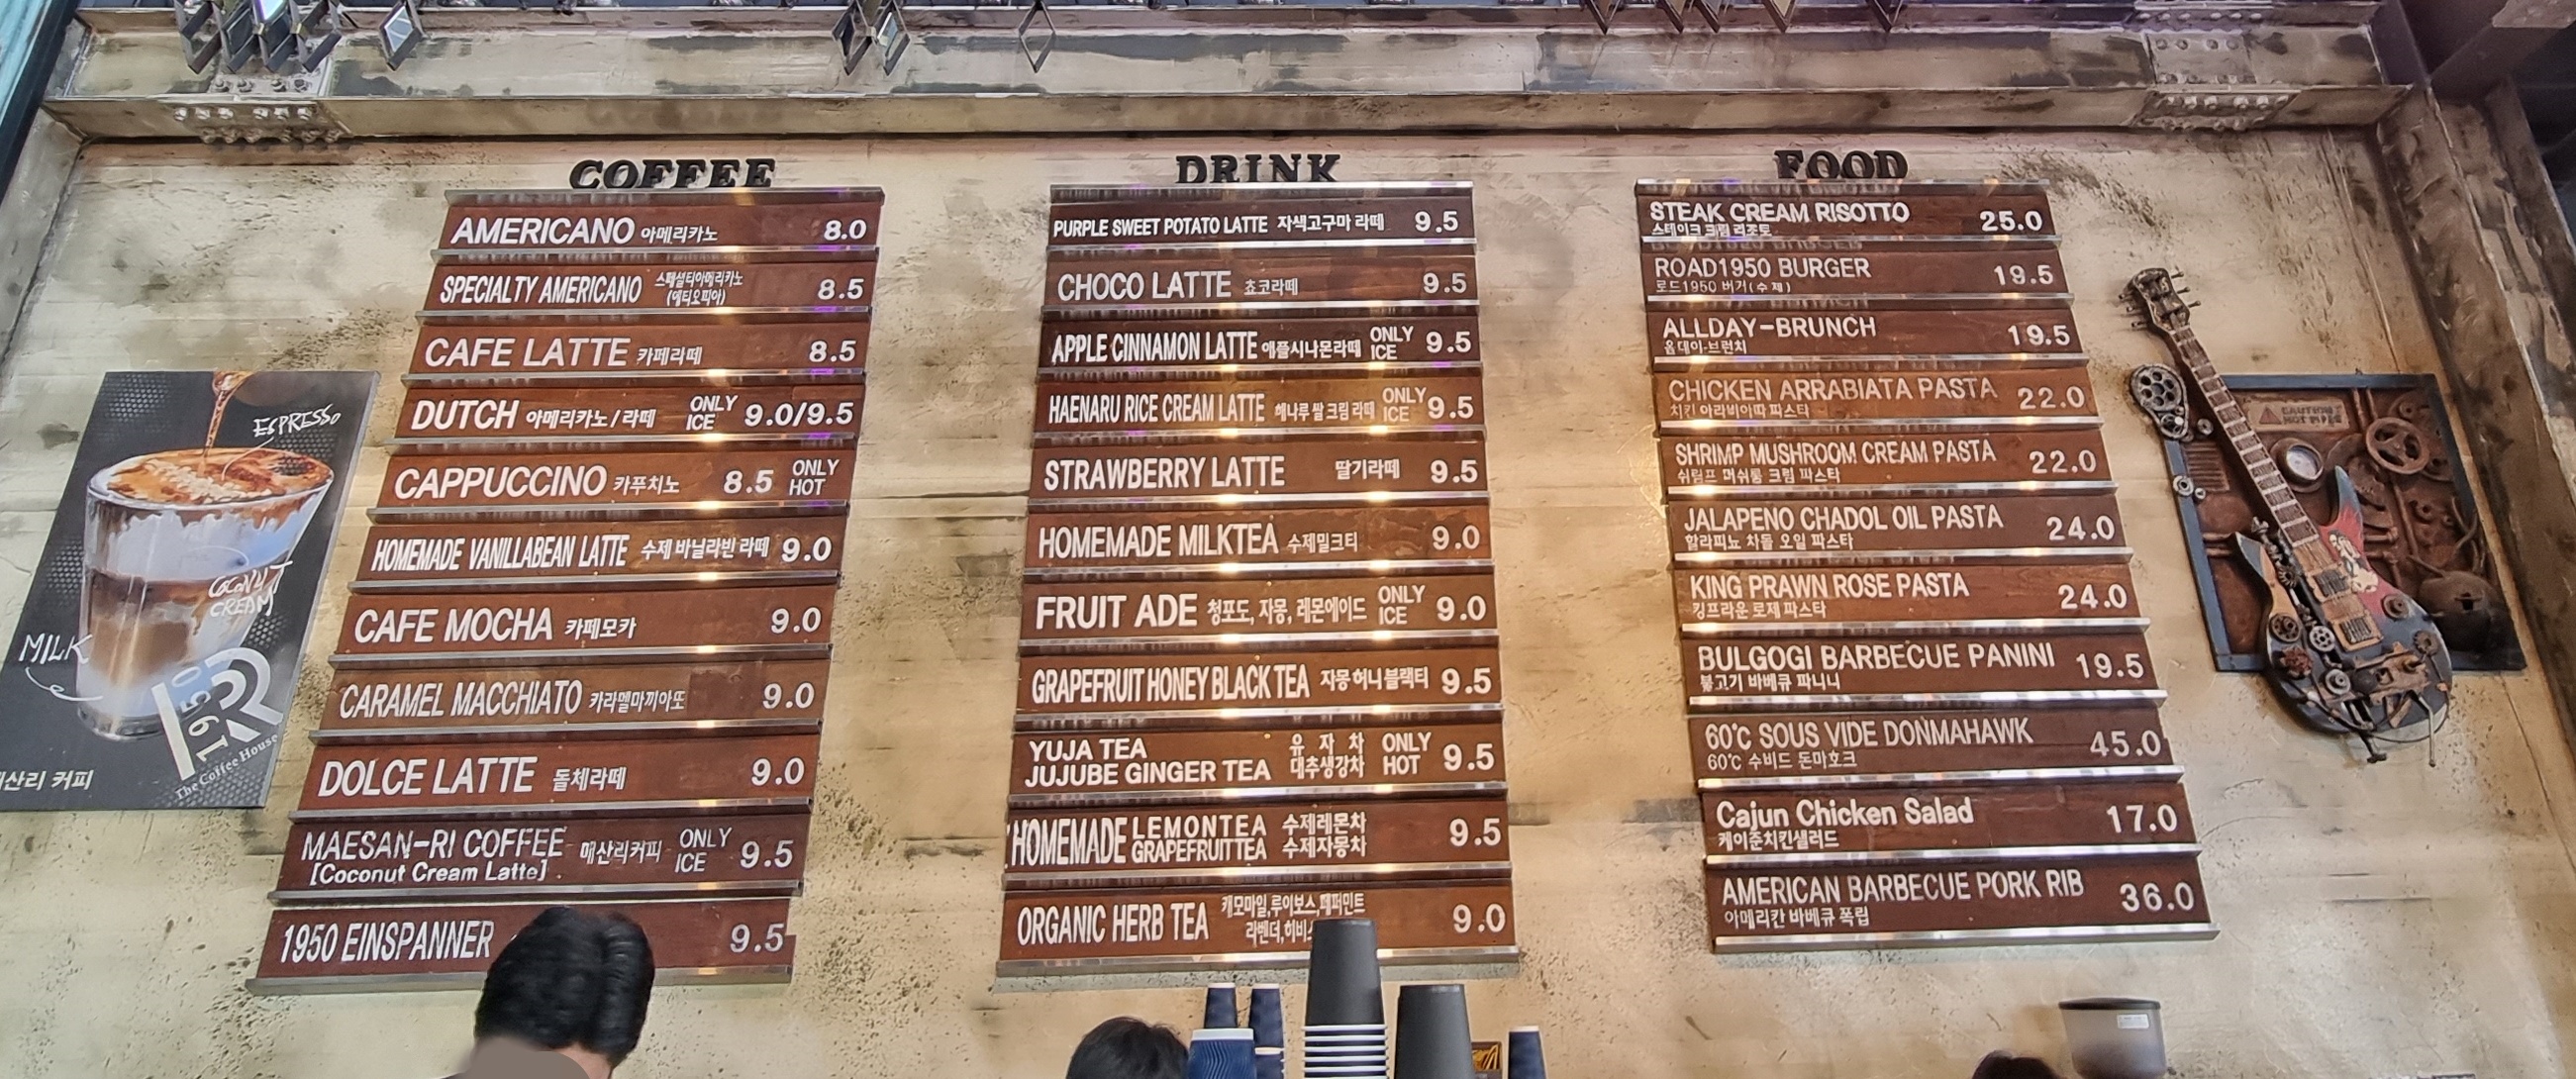 COFFEE
AMERICANO 아메리카노 8.0
SPECIALTY AMERICANO 스페셜티아메리카노 8.5
(에티오피아)
CAFE LATTE 카페라떼 8.5
DUTCH 아메리카노/라떼 ONLY ICE 9.0/9.5
CAPPUCCINO 카푸치노 8.5 ONLY HOT
HOMEMADE VANILLABEAN LATTE 수제 바닐라빈 라떼 9.0
CAFE MOCHA 카페모카 9.0
CARAMEL MACCHIATO 카라멜마끼아또 9.0
DOLCE LATTE 돌체라떼 9.0
MAESAN-RI COFFEE 매산리커피 ONLY ICE 9.5
[Coconut Cream Latte]
1950 EINSPANNER 9.5
DRINK
PURPLE SWEET POTATO LATTE 자색고구마 라떼 9.5
CHOCO LATTE 쵸코라떼 9.5
APPLE CINNAMON LATTE 애플시나몬라떼 ONLY ICE 9.5
HAENARU RICE CREAM LATTE 해나루 쌀 크림 라떼 ONLY ICE 9.5
STRAWBERRY LATTE 딸기라떼 9.5
HOMEMADE MILKTEA 수제밀크티 9.0
FRUIT ADE 청포도, 자몽, 레몬에이드 ONLY ICE 9.0
GRAPEFRUIT HONEY BLACK TEA 자몽 허니 블랙티 9.5
YUJA TEA 유 자 차 ONLY HOT 9.5
JUJUBE GINGER TEA 대추생강차
HOMEMADE LEMONTEA 수제레몬차 9.5
GRAPEFRUITTEA 수제자몽차
ORGANIC HERB TEA 캐모마일,루이보스,페퍼민트 9.0
라벤더,히비
FOOD
STEAK CREAM RISOTTO 25.0
스테이크 크림 리조또
ROAD1950 BURGER 19.5
로드1950 버거(수제)
ALLDAY-BRUNCH 19.5
올데이-브런치
CHICKEN ARRABIATA PASTA 22.0
치킨 아라비아따 파스타
SHRIMP MUSHROOM CREAM PASTA 22.0
쉬림프 머쉬룸 크림 파스타
JALAPENO CHADOL OIL PASTA 24.0
할라피뇨 차돌 오일 파스타
KING PRAWN ROSE PASTA 24.0
킹프라운 로제 파스타
BULGOGI BARBECUE PANINI 19.5
불고기 바베큐 파니니
60℃ SOUS VIDE DONMAHAWK 45.0
60℃ 수비드 돈마호크
Cajun Chicken Salad 17.0
케이준치킨샐러드
AMERICAN BARBECUE PORK RIB 36.0
아메리칸 바베큐 폭립
ESPRESSO
COCONUT
CREAM
MILK
1950
R
The Coffee House
산리 커피
CAUTION
HOT PIPES